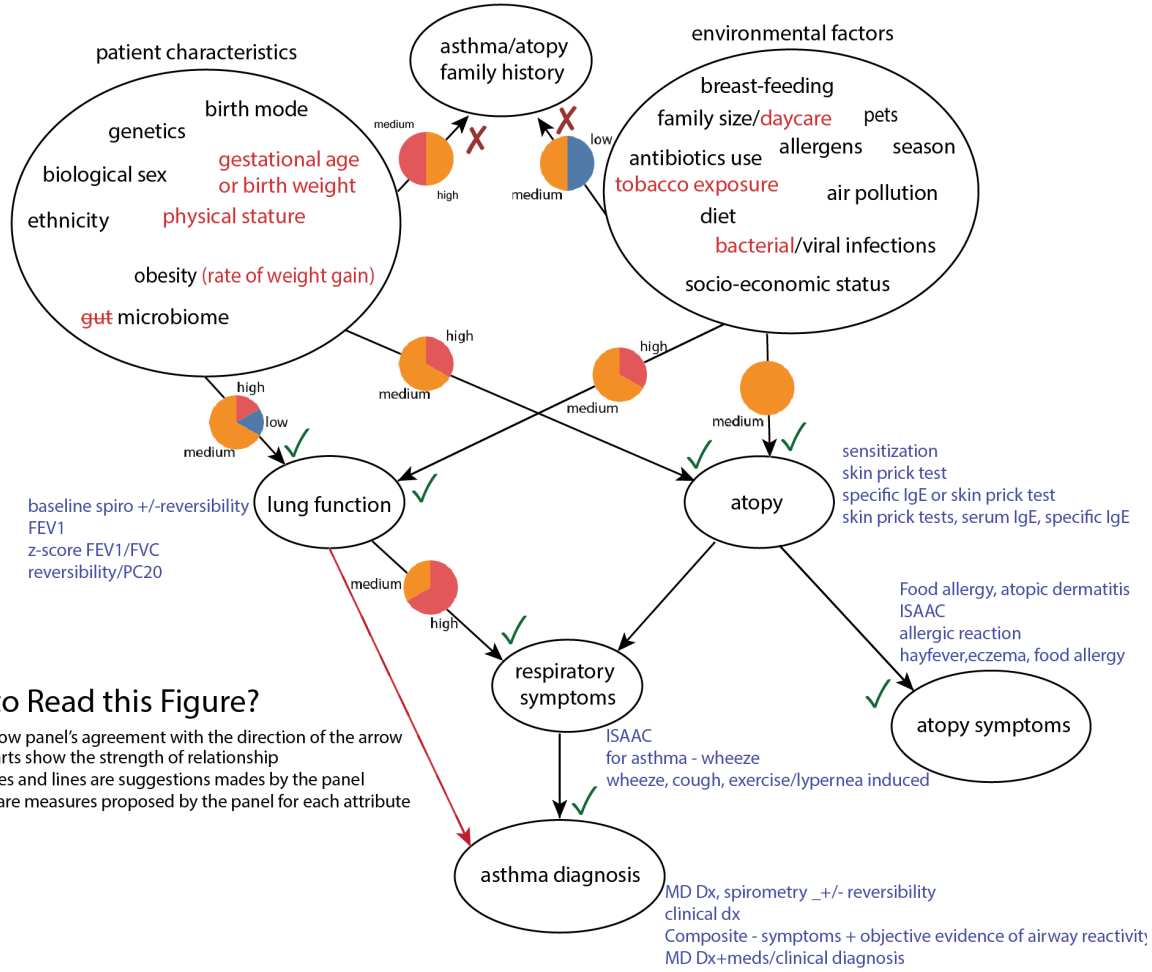 patient characteristics
birth mode
genetics
gestational age
or birth weight
biological sex
physical stature
ethnicity
obesity (rate of weight gain)
gut microbiome
asthma/atopy
family history
environmental factors
breast-feeding
family size/daycare
pets
antibiotics use
allergens
season
tobacco exposure
air pollution
diet
bacterial/viral infections
socio-economic status
medium
high
low
medium
high
medium
high
medium
high
low
medium
medium
lung function
baseline spiro +/-reversibility
FEV1
z-score FEV1/FVC
reversibility/PC20
atopy
sensitization
skin prick test
specific IgE or skin prick test
skin prick tests, serum IgE, specific IgE
medium
high
Food allergy, atopic dermatitis
ISAAC
allergic reaction
hayfever,eczema, food allergy
respiratory
symptoms
atopy symptoms
ISAAC
for asthma - wheeze
wheeze, cough, exercise/lypernea induced
to Read this Figure?
ow panel's agreement with the direction of the arrow
arts show the strength of relationship
es and lines are suggestions mades by the panel
are measures proposed by the panel for each attribute
asthma diagnosis
MD Dx, spirometry _+/- reversibility
clinical dx
Composite - symptoms + objective evidence of airway reactivity
MD Dx+meds/clinical diagnosis